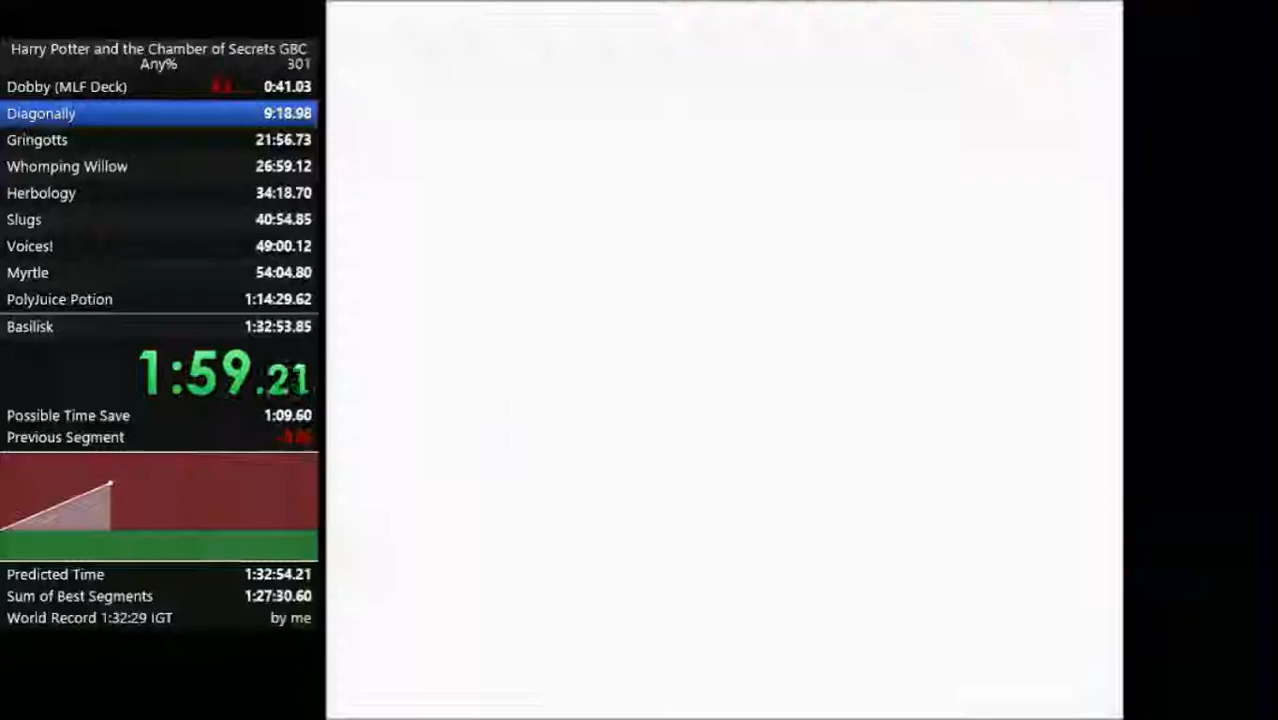 Harry Potter and the Chamber of Secrets GBC
Any% 301
Dobby (MLF Deck) 0:41.03
Diagonally 9:18.98
Gringotts 21:56.73
Whomping Willow 26:59.12
Herbology 34:18.70
Slugs 40:54.85
Voices! 49:00.12
Myrtle 54:04.80
PolyJuice Potion 1:14:29.62
Basilisk 1:32:53.85
1:59.21
Possible Time Save 1:09.60
Previous Segment
Predicted Time 1:32:54.21
Sum of Best Segments 1:27:30.60
World Record 1:32:29 IGT by me